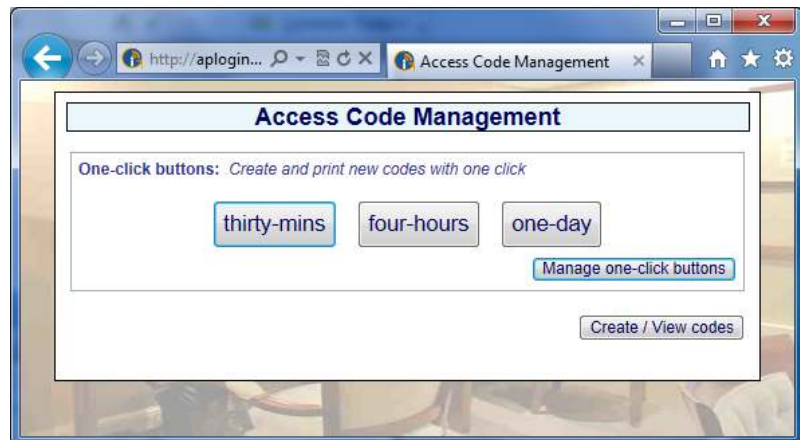 http://aplogin...
Access Code Management
Access Code Management
One-click buttons: Create and print new codes with one click
thirty-mins four-hours one-day
Manage one-click buttons
Create / View codes